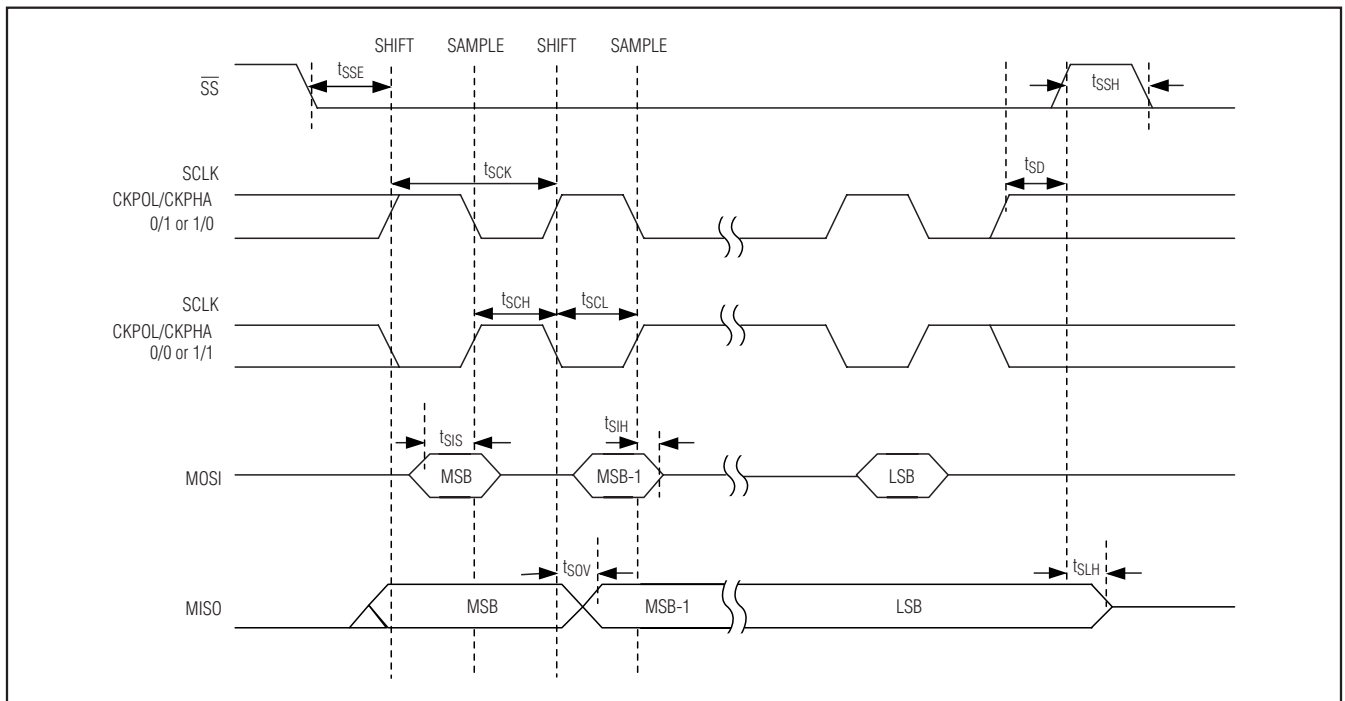 SHIFT SAMPLE SHIFT SAMPLE
SS tSSE tSSH
SCLK
CKPOL/CKPHA
0/1 or 1/0
tSCK tSD
SCLK
CKPOL/CKPHA
0/0 or 1/1
tSCH tSCL
tSIS tSIH
MOSI MSB MSB-1 LSB
tSOV tSLH
MISO MSB MSB-1 LSB